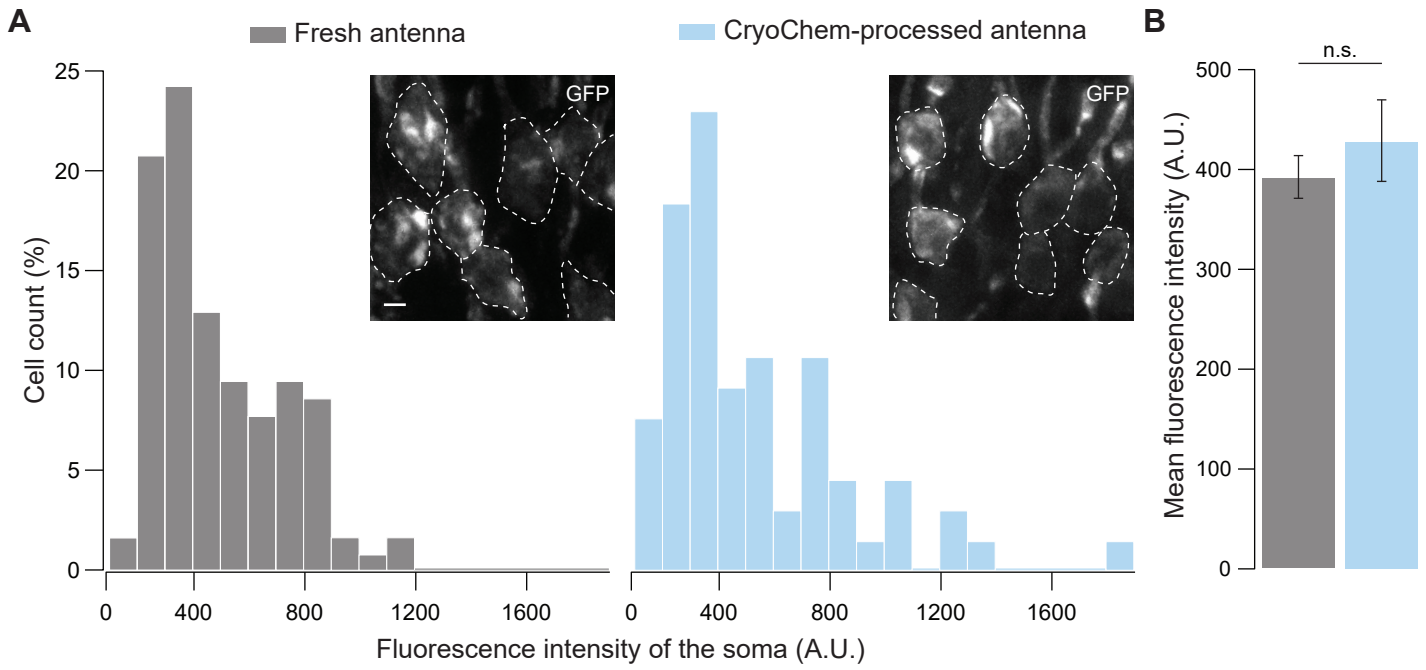 A
Fresh antenna
CryoChem-processed antenna
25
20
15
10
5
0
Cell count (%)
GFP
GFP
0 400 800 1200 1600
0 400 800 1200 1600
Fluorescence intensity of the soma (A.U.)
B
n.s.
500
400
300
200
100
0
Mean fluorescence intensity (A.U.)